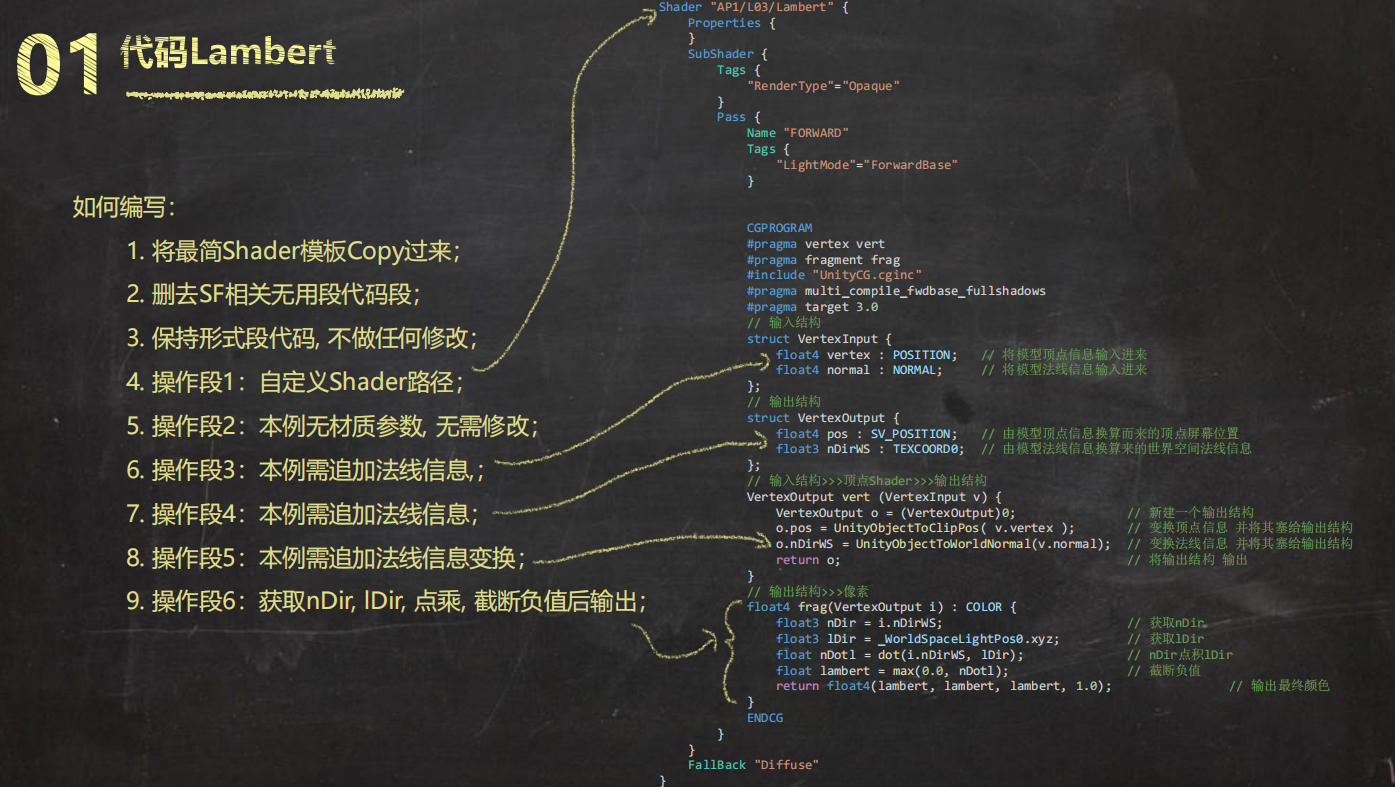 01 代码Lambert
如何编写：
1. 将最简Shader模板Copy过来；
2. 删去SF相关无用段代码段；
3. 保持形式段代码, 不做任何修改；
4. 操作段1：自定义Shader路径；
5. 操作段2：本例无材质参数, 无需修改；
6. 操作段3：本例需追加法线信息,；
7. 操作段4：本例需追加法线信息；
8. 操作段5：本例需追加法线信息变换；
9. 操作段6：获取nDir, lDir, 点乘, 截断负值后输出；
Shader "AP1/L03/Lambert" {
Properties {
}
SubShader {
Tags {
"RenderType"="Opaque"
}
Pass {
Name "FORWARD"
Tags {
"LightMode"="ForwardBase"
}
CGPROGRAM
#pragma vertex vert
#pragma fragment frag
#include "UnityCG.cginc"
#pragma multi_compile_fwdbase_fullshadows
#pragma target 3.0
// 输入结构
struct VertexInput {
float4 vertex : POSITION; // 将模型顶点信息输入进来
float4 normal : NORMAL; // 将模型法线信息输入进来
};
// 输出结构
struct VertexOutput {
float4 pos : SV_POSITION; // 由模型顶点信息换算而来的顶点屏幕位置
float3 nDirWS : TEXCOORD0; // 由模型法线信息换算来的世界空间法线信息
};
// 输入结构>>>顶点Shader>>>输出结构
VertexOutput vert (VertexInput v) {
VertexOutput o = (VertexOutput)0; // 新建一个输出结构
o.pos = UnityObjectToClipPos( v.vertex ); // 变换顶点信息 并将其塞给输出结构
o.nDirWS = UnityObjectToWorldNormal(v.normal); // 变换法线信息 并将其塞给输出结构
return o; // 将输出结构 输出
}
// 输出结构>>>像素
float4 frag(VertexOutput i) : COLOR {
float3 nDir = i.nDirWS; // 获取nDir
float3 lDir = _WorldSpaceLightPos0.xyz; // 获取lDir
float nDotl = dot(i.nDirWS, lDir); // nDir点积lDir
float lambert = max(0.0, nDotl); // 截断负值
return float4(lambert, lambert, lambert, 1.0); // 输出最终颜色
}
ENDCG
}
}
FallBack "Diffuse"
}